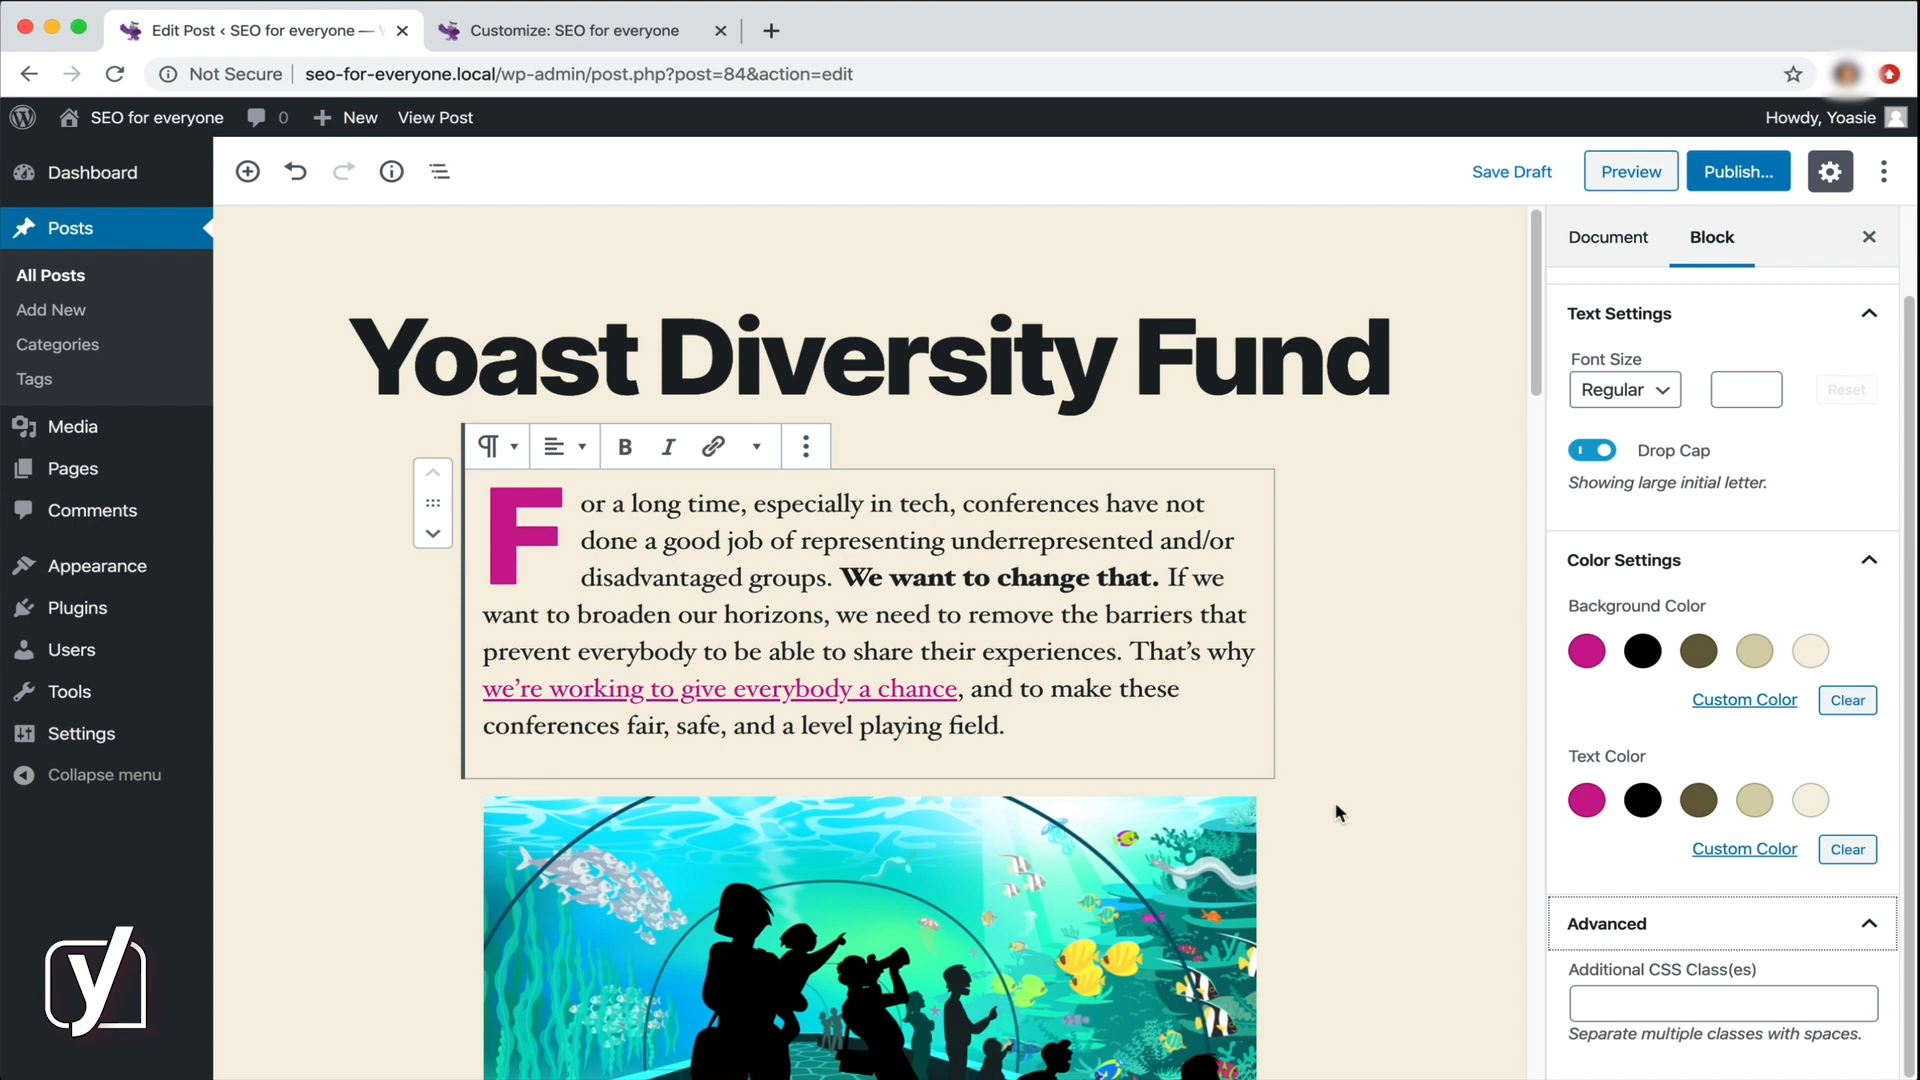 Edit Post ‹ SEO for everyone —
Customize: SEO for everyone
Not Secure
seo-for-everyone.local/wp-admin/post.php?post=84&action=edit
SEO for everyone
0
New
View Post
Howdy, Yoasie
Dashboard
Posts
All Posts
Add New
Categories
Tags
Media
Pages
Comments
Appearance
Plugins
Users
Tools
Settings
Collapse menu
y
Save Draft
Preview
Publish...
Yoast Diversity Fund
B I
For a long time, especially in tech, conferences have not
done a good job of representing underrepresented and/or
disadvantaged groups. We want to change that. If we
want to broaden our horizons, we need to remove the barriers that
prevent everybody to be able to share their experiences. That’s why
we’re working to give everybody a chance, and to make these
conferences fair, safe, and a level playing field.
Document
Block
Text Settings
Font Size
Regular
Reset
Drop Cap
Showing large initial letter.
Color Settings
Background Color
Custom Color
Clear
Text Color
Custom Color
Clear
Advanced
Additional CSS Class(es)
Separate multiple classes with spaces.